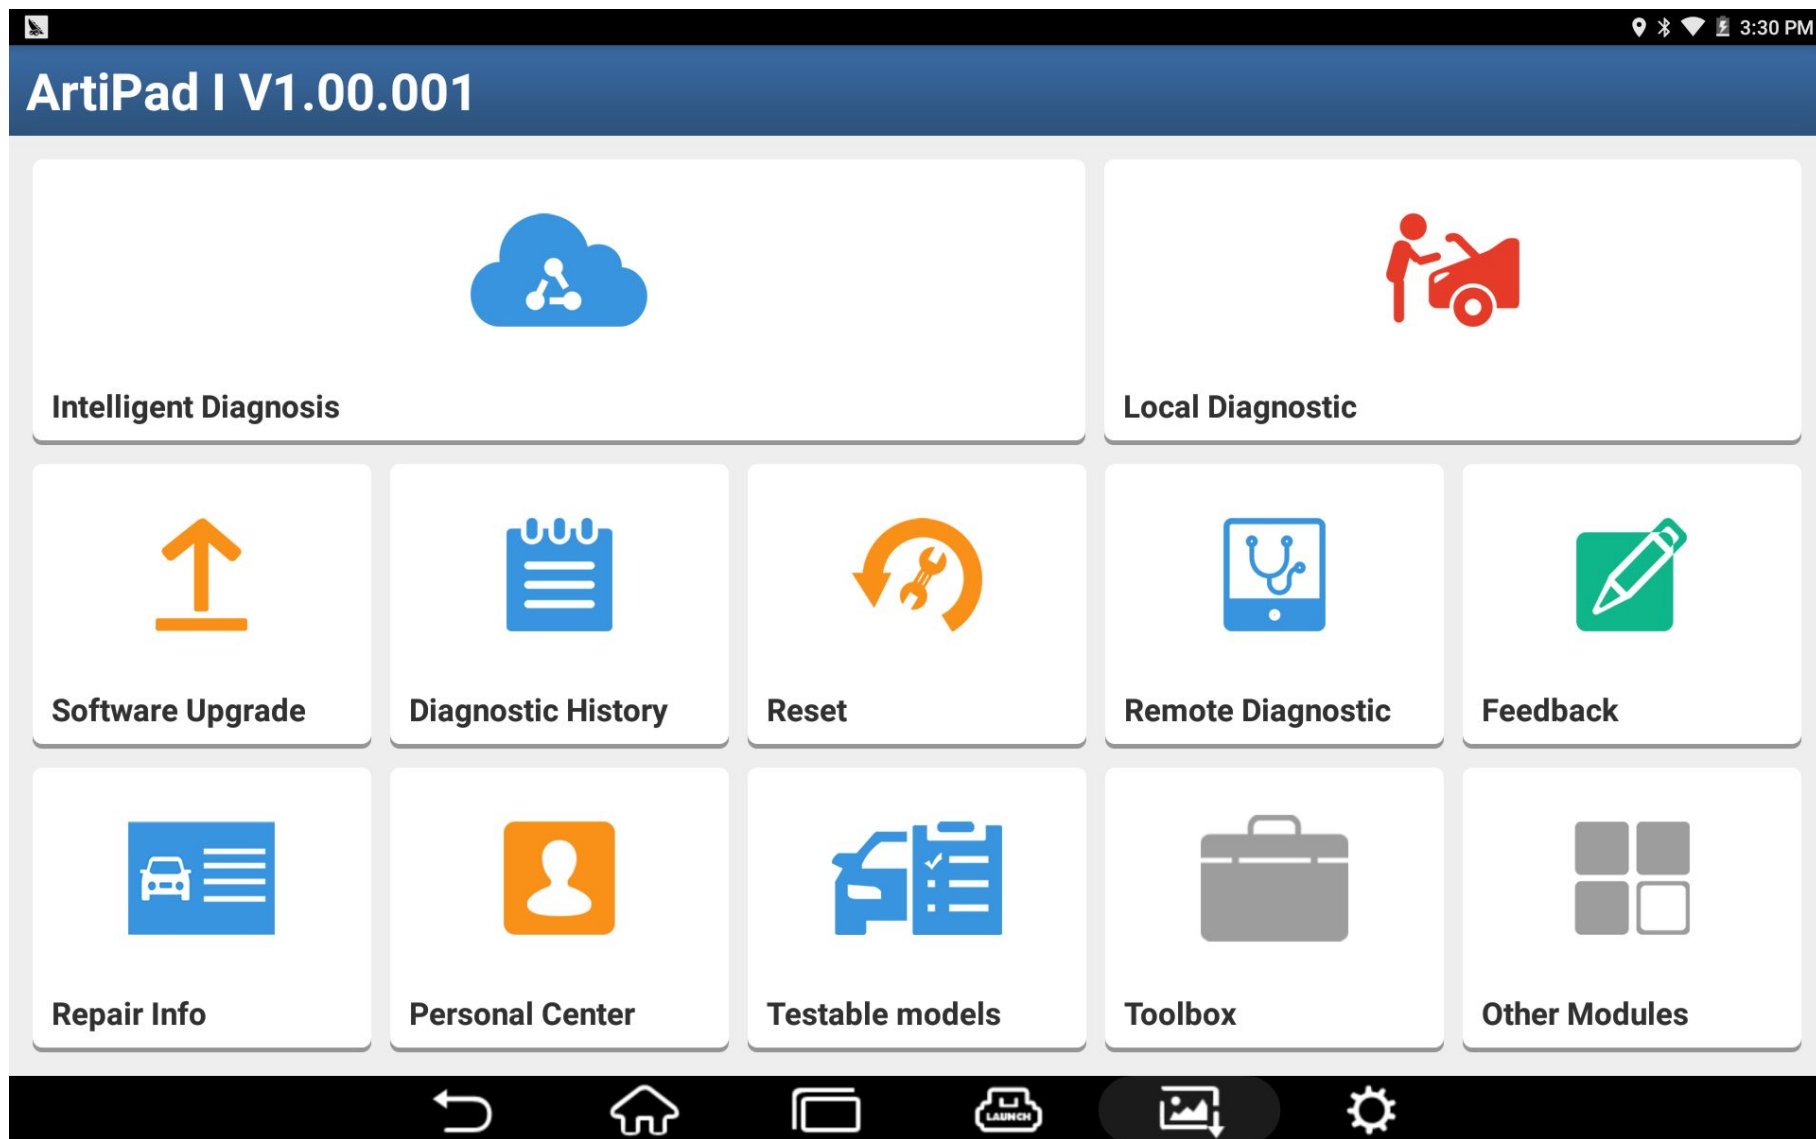 3:30 PM
ArtiPad I V1.00.001
Intelligent Diagnosis
Local Diagnostic
Software Upgrade
Diagnostic History
Reset
Remote Diagnostic
Feedback
Repair Info
Personal Center
Testable models
Toolbox
Other Modules
LAUNCH